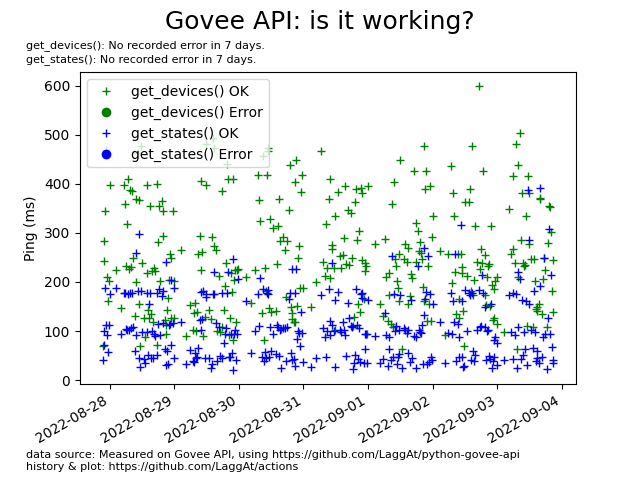 Govee API: is it working?
get_devices(): No recorded error in 7 days.
get_states(): No recorded error in 7 days.
get_devices() OK
get_devices() Error
get_states() OK
get_states() Error
Ping (ms)
600
500
400
300
200
100
0
2022-08-28
2022-08-29
2022-08-30
2022-08-31
2022-09-01
2022-09-02
2022-09-03
2022-09-04
data source: Measured on Govee API, using https://github.com/LaggAt/python-govee-api
history & plot: https://github.com/LaggAt/actions